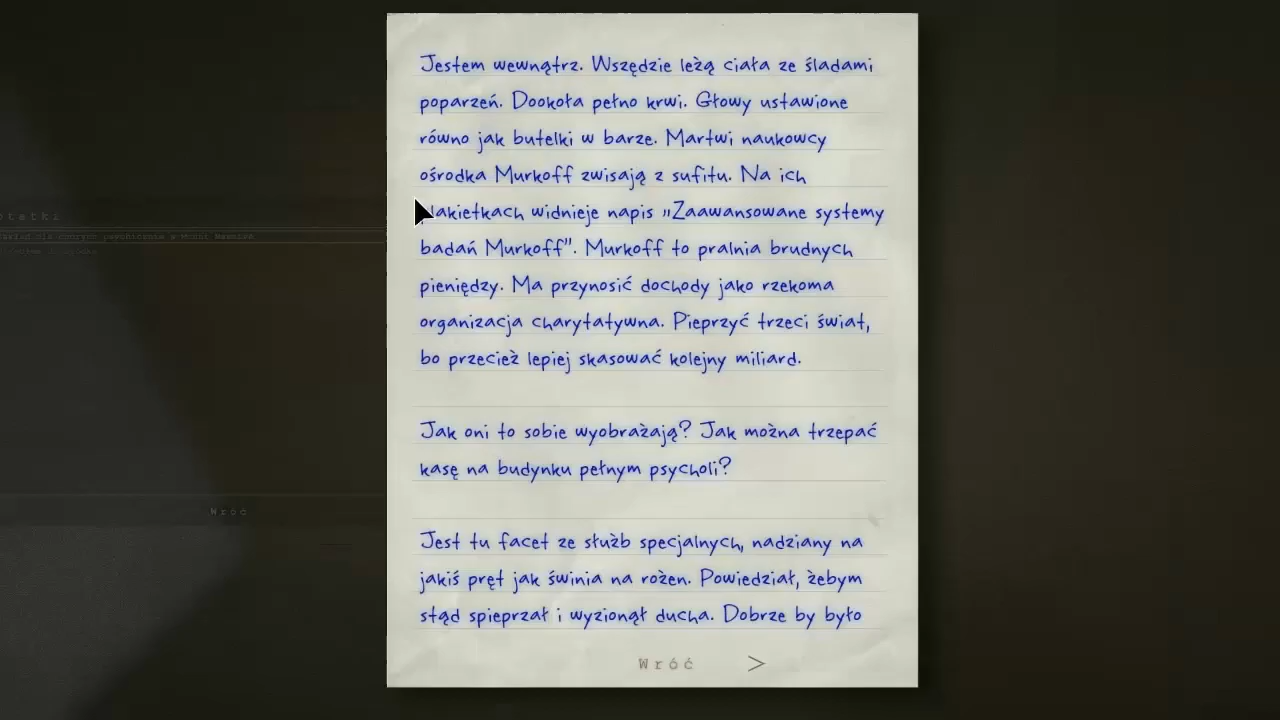 Jestem wewnątrz. Wszędzie leżą ciała ze śladami
poparzeń. Dookoła pełno krwi. Głowy ustawione
równo jak butelki w barze. Martwi naukowcy
ośrodka Murkoff zwisają z sufitu. Na ich
plakietkach widnieje napis „Zaawansowane systemy
badań Murkoff”. Murkoff to pralnia brudnych
pieniędzy. Ma przynosić dochody jako rzekoma
organizacja charytatywna. Pieprzyć trzeci świat,
bo przecież lepiej skasować kolejny miliard.
Jak oni to sobie wyobrażają? Jak można trzepać
kasę na budynku pełnym psycholi?
Jest tu facet ze służb specjalnych, nadziany na
jakiś pręt jak świnia na rożen. Powiedział, żebym
stąd spieprzał i wyzionął ducha. Dobrze by było
Wróć >
Wróć